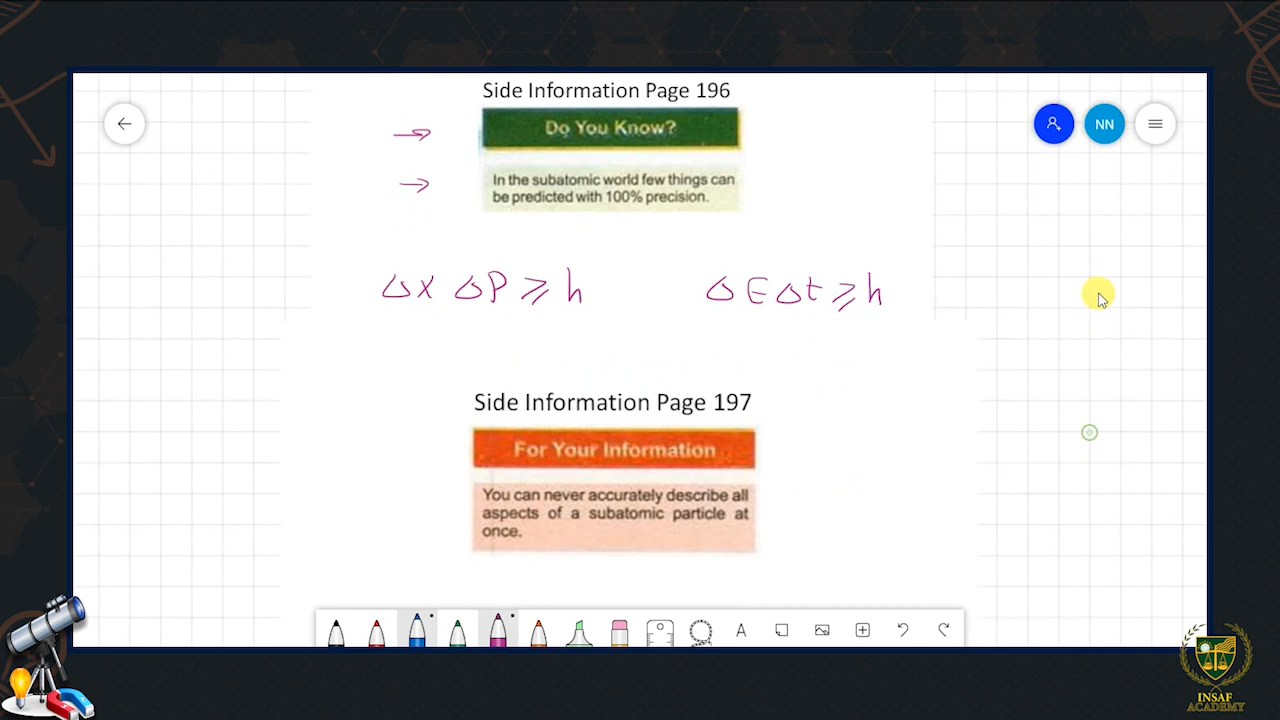 Side Information Page 196
Do You Know?
In the subatomic world few things can
be predicted with 100% precision.
Δx ΔP ⩾ h
Δ E Δt ⩾ h
Side Information Page 197
For Your Information
You can never accurately describe all
aspects of a subatomic particle at
once.
NN
A
INSAF
ACADEMY